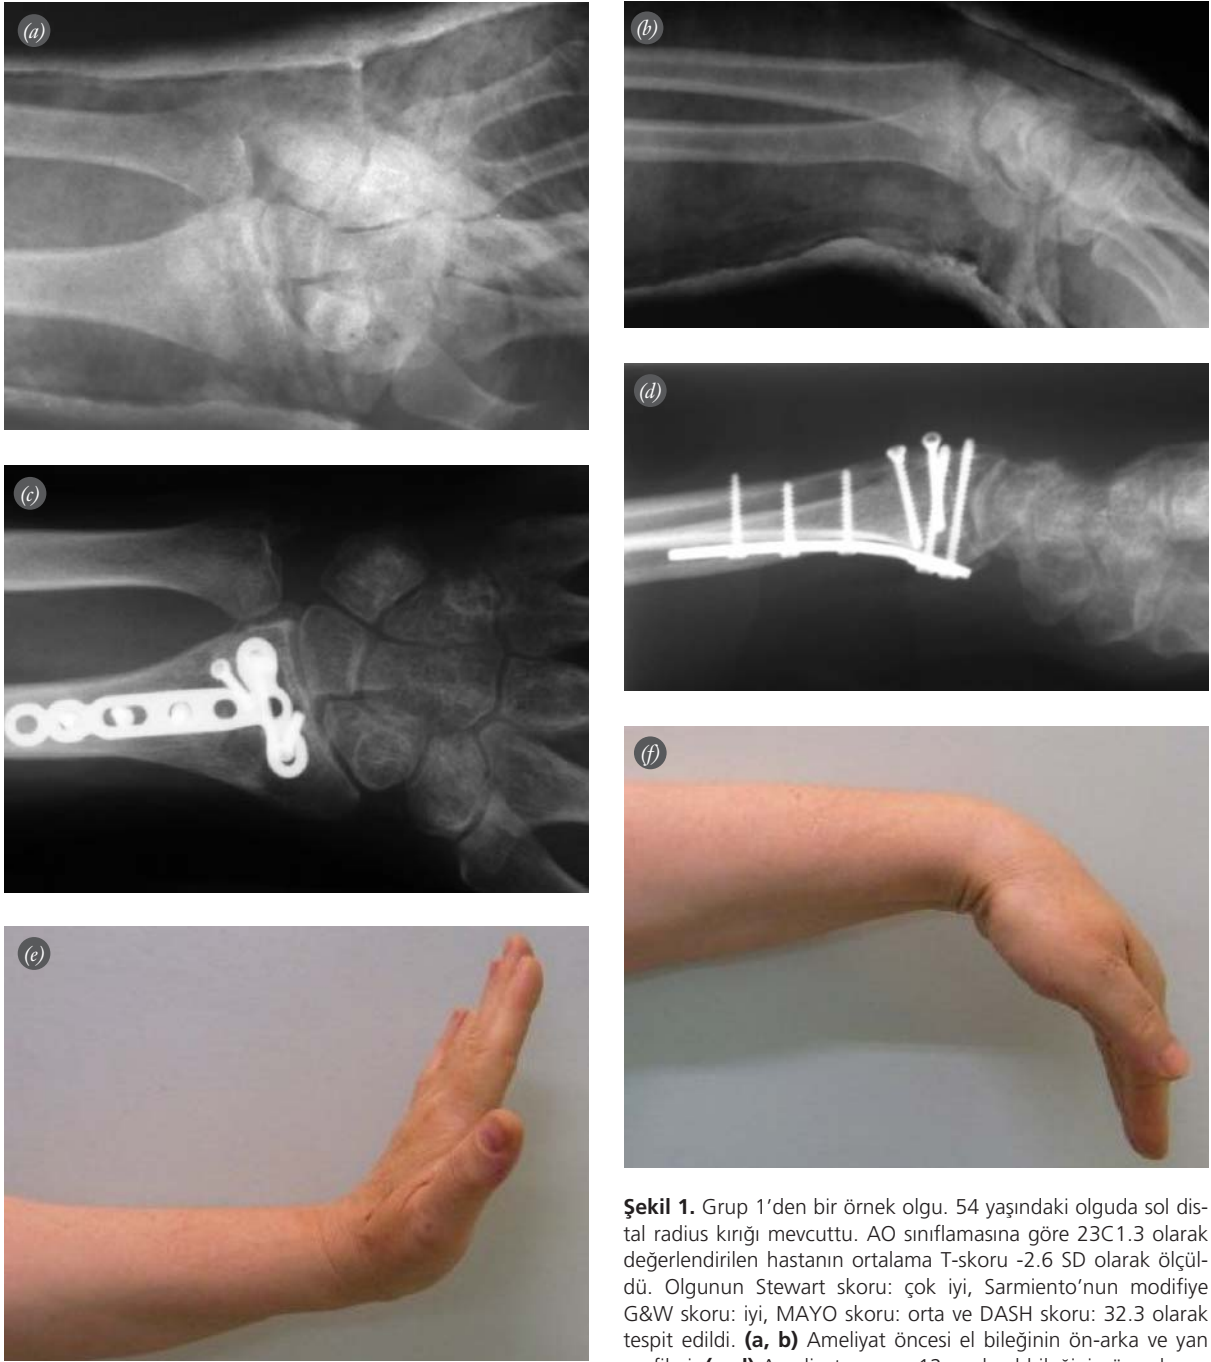 (a)
(b)
(c)
(d)
(e)
(f)
Şekil 1. Grup 1’den bir örnek olgu. 54 yaşındaki olguda sol dis-
tal radius kırığı mevcuttu. AO sınıflamasına göre 23C1.3 olarak
değerlendirilen hastanın ortalama T-skoru -2.6 SD olarak ölçül-
dü. Olgunun Stewart skoru: çok iyi, Sarmiento’nun modifiye
G&W skoru: iyi, MAYO skoru: orta ve DASH skoru: 32.3 olarak
tespit edildi. (a, b) Ameliyat öncesi el bileğinin ön-arka ve yan